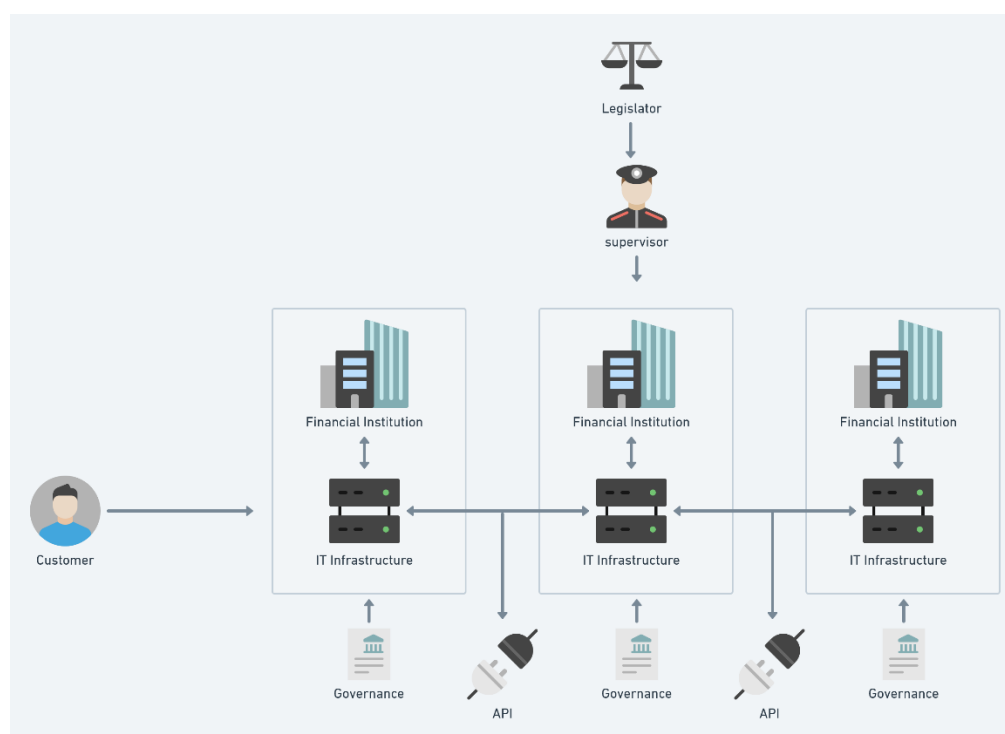 Legislator
supervisor
Financial Institution
Financial Institution
Financial Institution
Customer
IT Infrastructure
IT Infrastructure
IT Infrastructure
Governance
API
Governance
API
Governance